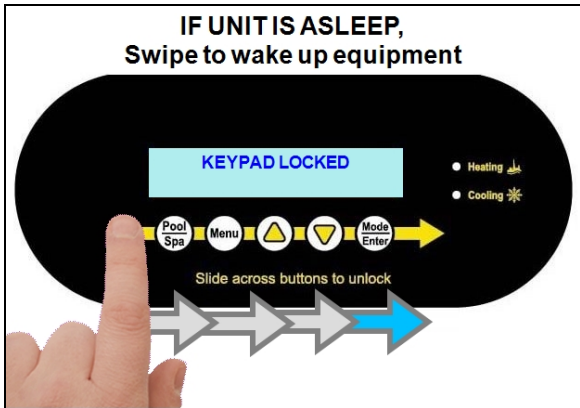 IF UNIT IS ASLEEP,
Swipe to wake up equipment
KEYPAD LOCKED
Heating
Cooling
Pool
Spa
Menu
Mode
Enter
Slide across buttons to unlock